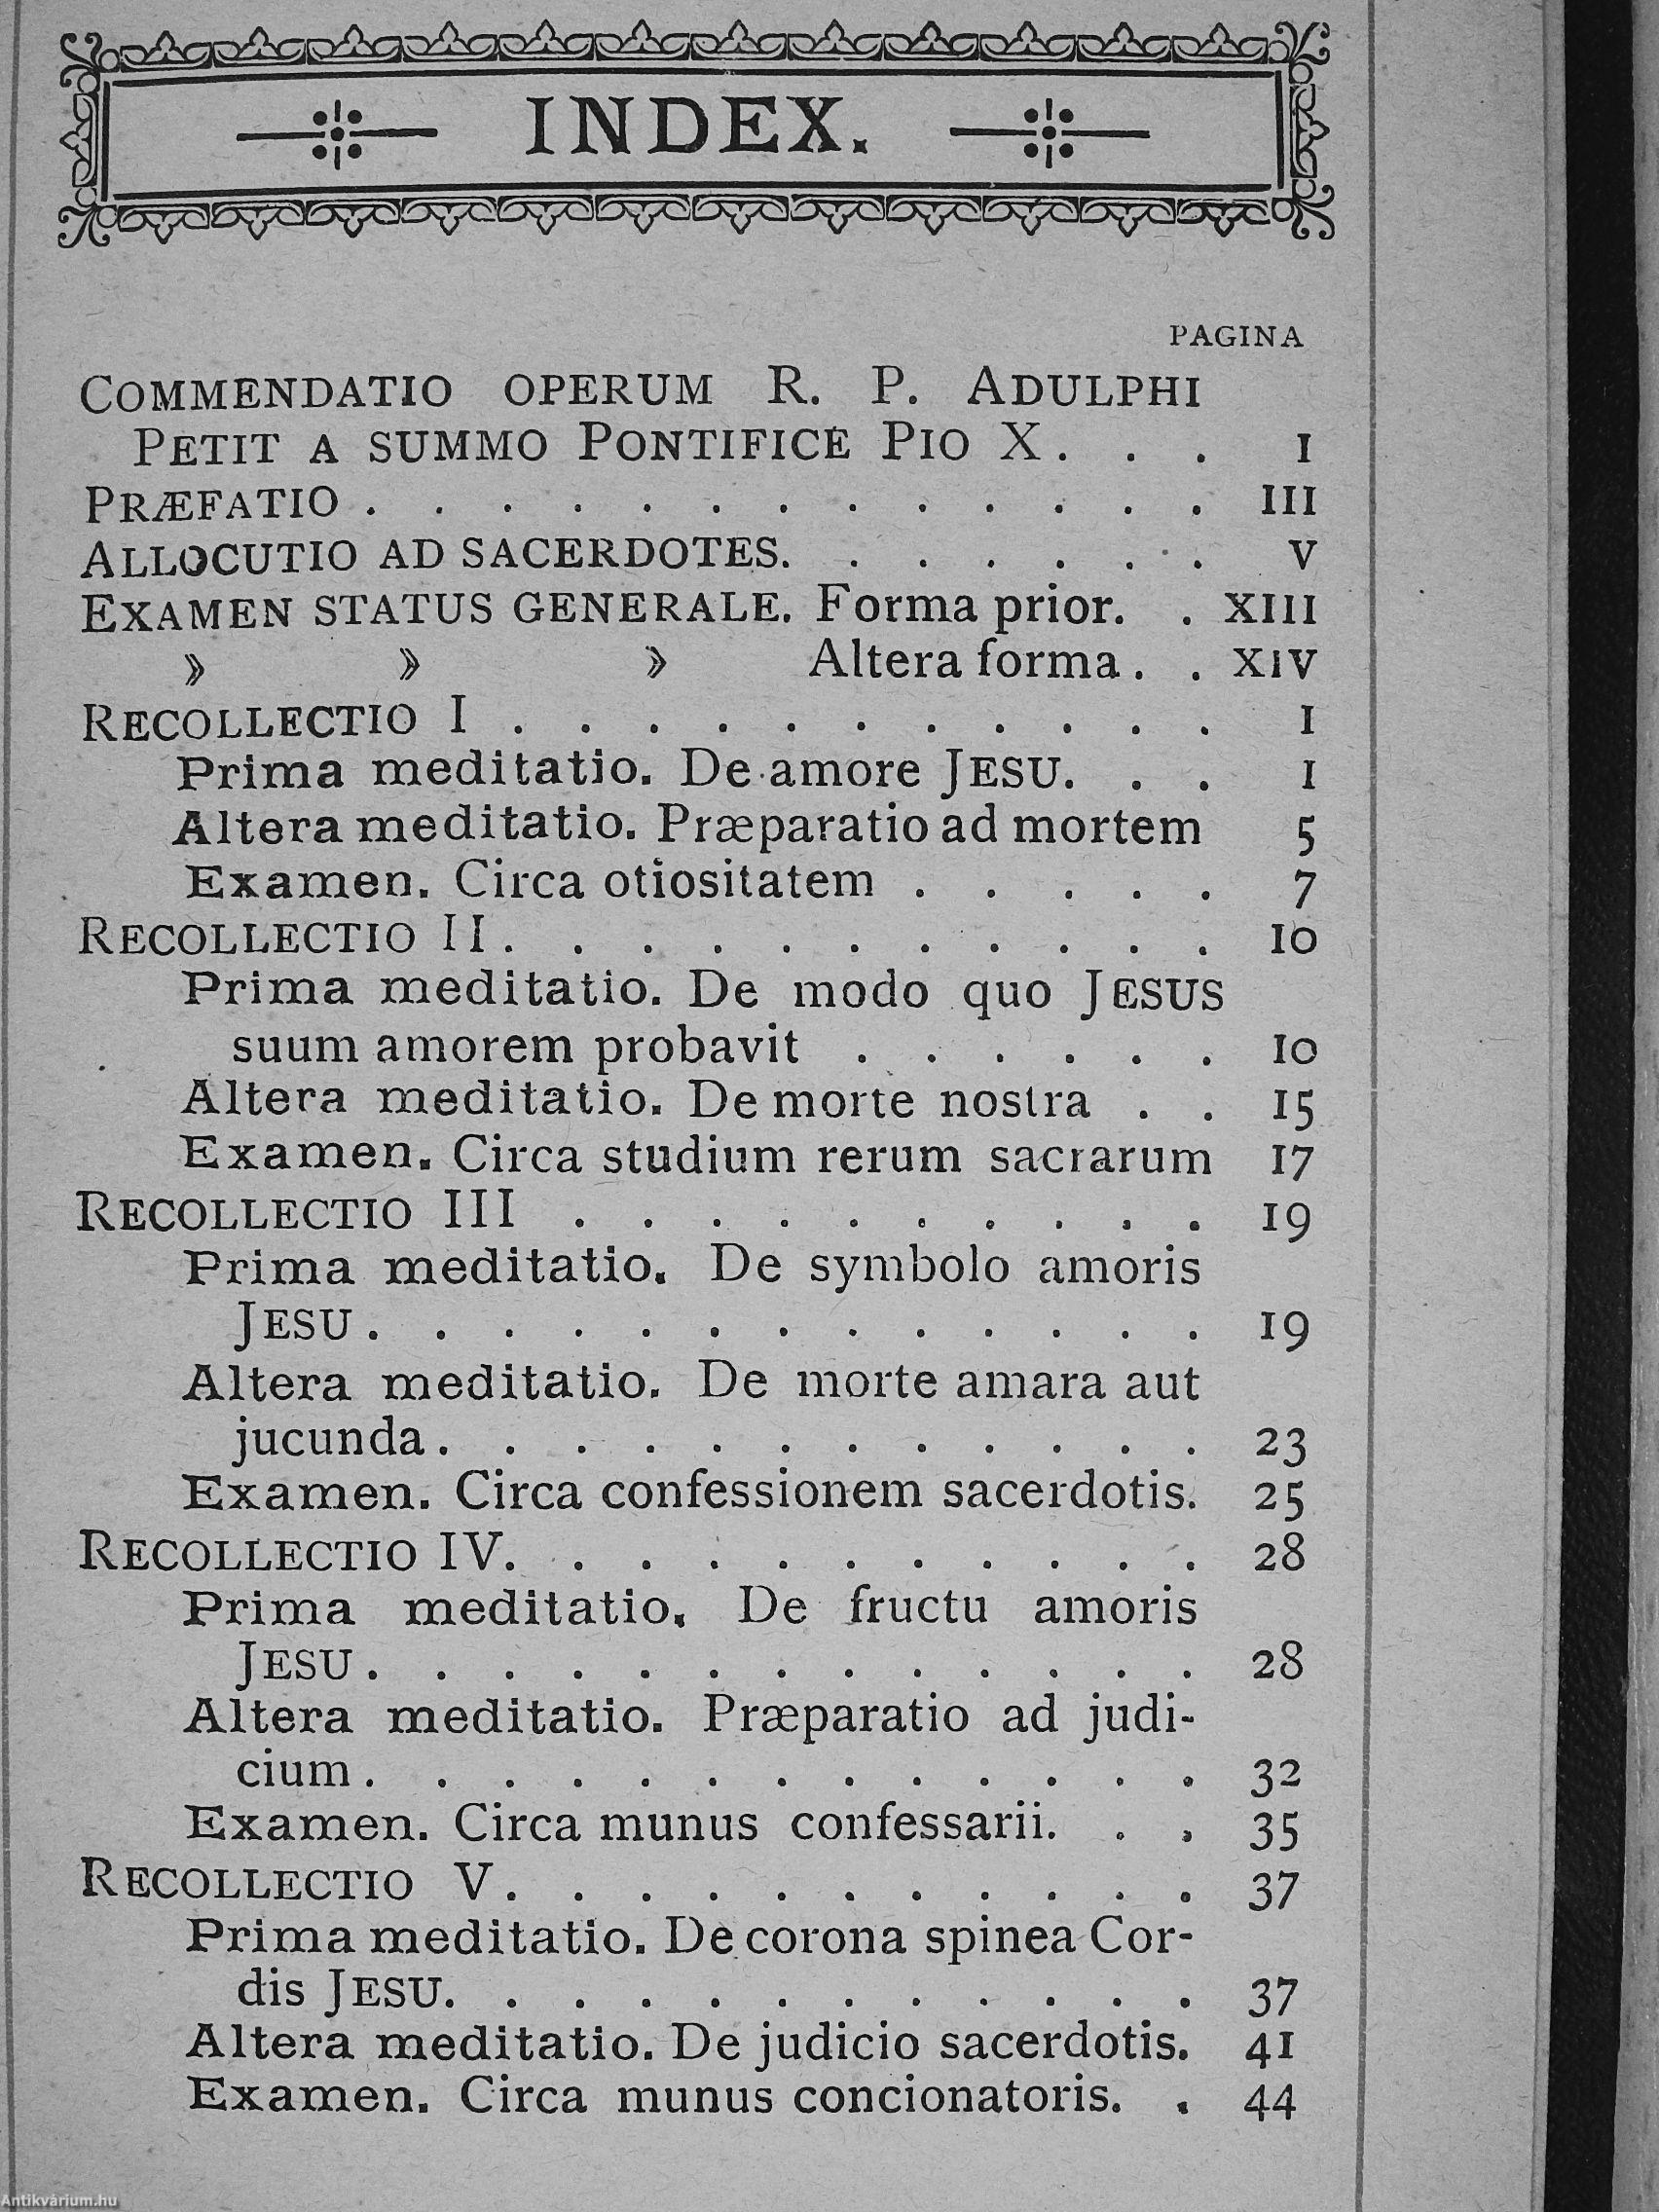 INDEX.
PAGINA
COMMENDATIO OPERUM R. P. ADULPHI
PETIT A SUMMO PONTIFICE PIO X. . . I
PRÆFATIO . . . . . . . . . . . . . III
ALLOCUTIO AD SACERDOTES. . . . . . . V
EXAMEN STATUS GENERALE. Forma prior. . XIII
» » » Altera forma . . XIV
RECOLLECTIO I . . . . . . . . . . . 1
Prima meditatio. De amore JESU. . . 1
Altera meditatio. Præparatio ad mortem 5
Examen. Circa otiositatem . . . . . 7
RECOLLECTIO II . . . . . . . . . . . 10
Prima meditatio. De modo quo JESUS
suum amorem probavit . . . . . . 10
Altera meditatio. De morte nostra . . 15
Examen. Circa studium rerum sacrarum 17
RECOLLECTIO III . . . . . . . . . . 19
Prima meditatio. De symbolo amoris
JESU . . . . . . . . . . . . . 19
Altera meditatio. De morte amara aut
jucunda . . . . . . . . . . . . 23
Examen. Circa confessionem sacerdotis. 25
RECOLLECTIO IV. . . . . . . . . . . 28
Prima meditatio. De fructu amoris
JESU . . . . . . . . . . . . . 28
Altera meditatio. Præparatio ad judi-
cium . . . . . . . . . . . . . 32
Examen. Circa munus confessarii. . . 35
RECOLLECTIO V. . . . . . . . . . . 37
Prima meditatio. De corona spinea Cor-
dis JESU. . . . . . . . . . . . 37
Altera meditatio. De judicio sacerdotis. 41
Examen. Circa munus concionatoris. . 44
Antikvárium.hu